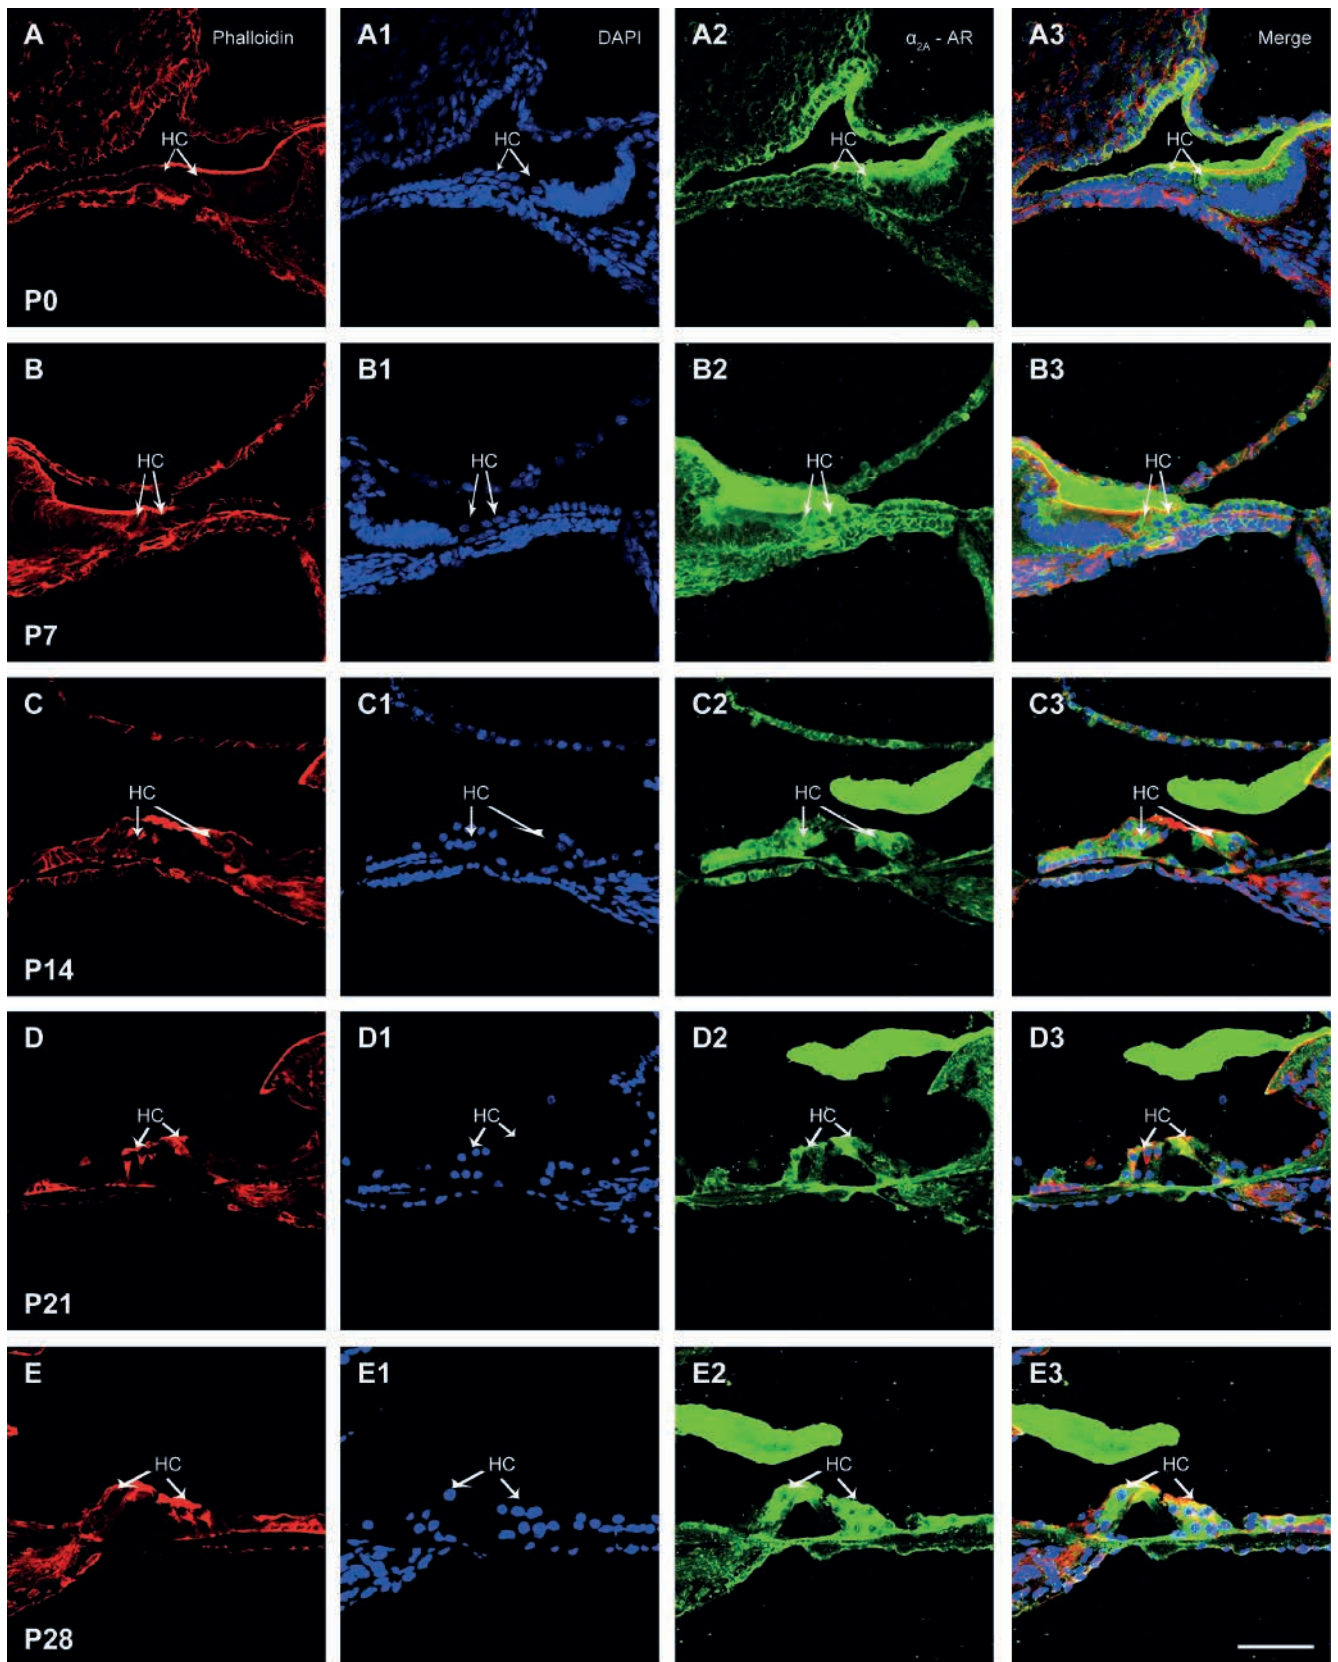 A Phalloidin A1 DAPI A2 α2A - AR A3 Merge
HC HC HC HC
P0
B B1 B2 B3
HC HC HC HC
P7
C C1 C2 C3
HC HC HC HC
P14
D D1 D2 D3
HC HC HC HC
P21
E E1 E2 E3
HC HC HC HC
P28